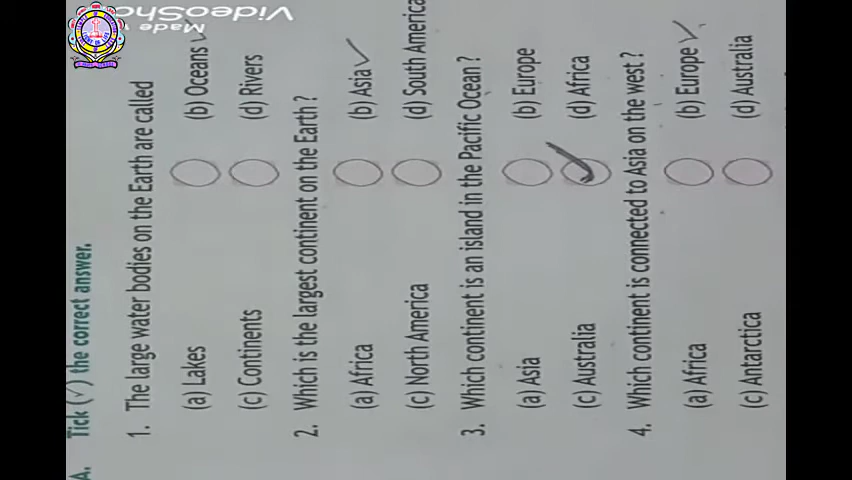 A. Tick (✓) the correct answer.
1. The large water bodies on the Earth are called
(a) Lakes (b) Oceans ✓
(c) Continents (d) Rivers
2. Which is the largest continent on the Earth ?
(a) Africa (b) Asia ✓
(c) North America (d) South America
3. Which continent is an island in the Pacific Ocean ?
(a) Asia (b) Europe
(c) Australia ✓ (d) Africa
4. Which continent is connected to Asia on the west ?
(a) Africa (b) Europe ✓
(c) Antarctica (d) Australia
Made
VideoSho